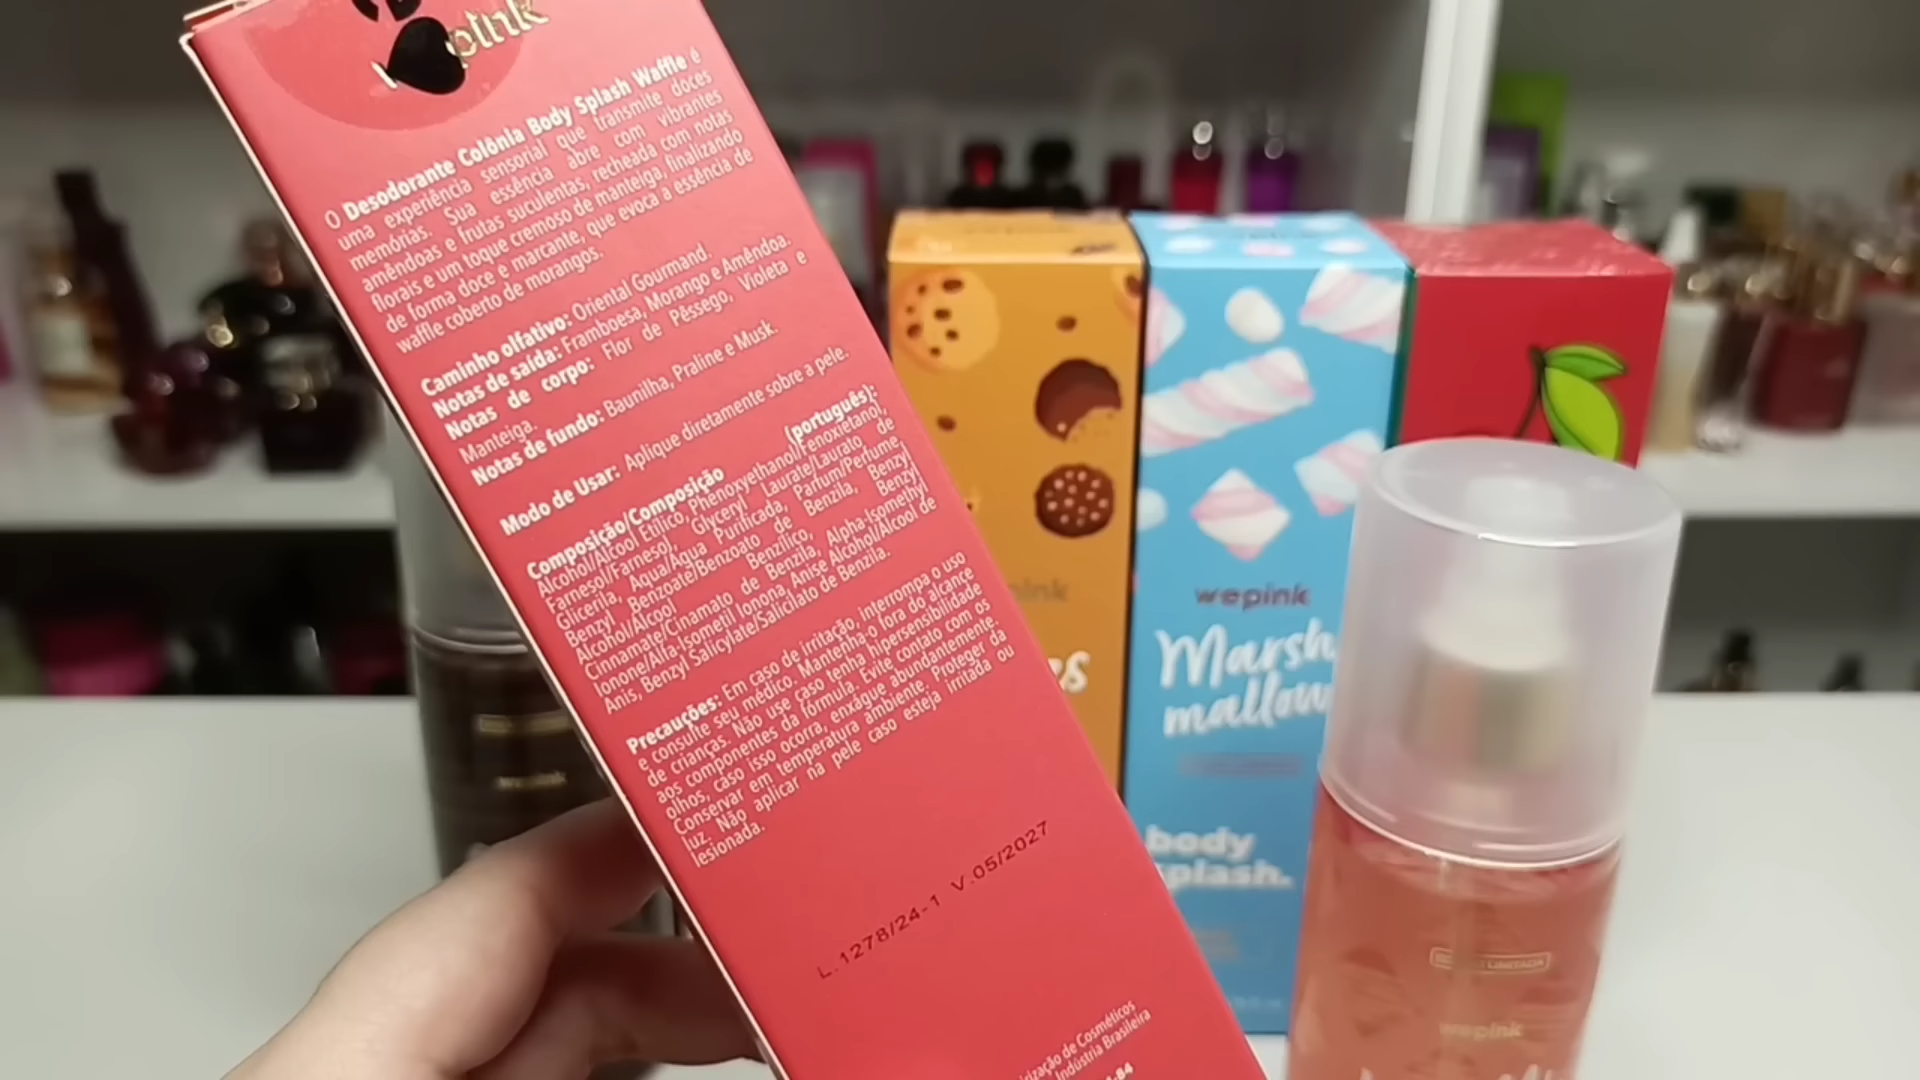 pink
O Desodorante Colônia Body Splash Waffle é
uma experiência sensorial que transmite doces
memórias. Sua essência abre com vibrantes
amêndoas e frutas suculentas, recheada com notas
florais e um toque cremoso de manteiga, finalizando
de forma doce e marcante, que evoca a essência de
waffle coberto de morangos.
Caminho olfativo: Oriental Gourmand.
Notas de saída: Framboesa, Morango e Amêndoa.
Notas de corpo: Flor de Pêssego, Violeta e
Manteiga.
Notas de fundo: Baunilha, Praline e Musk.
Modo de Usar: Aplique diretamente sobre a pele.
Composição/Composição (português):
Alcohol/Álcool Etílico, Phenoxyethanol/Fenoxietanol,
Farnesol/Farnesol, Glyceryl Laurate/Laurato de
Glicerila, Aqua/Água Purificada, Parfum/Perfume,
Benzyl Benzoate/Benzoato de Benzila, Benzyl
Alcohol/Álcool Benzílico, Benzyl
Cinnamate/Cinamato de Benzila, Alpha-Isomethyl
Ionone/Alfa-Isometil Ionona, Anise Alcohol/Álcool de
Anis, Benzyl Salicylate/Salicilato de Benzila.
Precauções: Em caso de irritação, interrompa o uso
e consulte seu médico. Mantenha-o fora do alcance
de crianças. Não use caso tenha hipersensibilidade
aos componentes da fórmula. Evite contato com os
olhos, caso isso ocorra, enxágue abundantemente.
Conservar em temperatura ambiente. Proteger da
luz. Não aplicar na pele caso esteja irritada ou
lesionada.
L.1278/24-1 V.05/2027
de Cosméticos
Indústria Brasileira
wepink
Marsh
mallow
body
splash.
wepink
LIMITADA
wepink